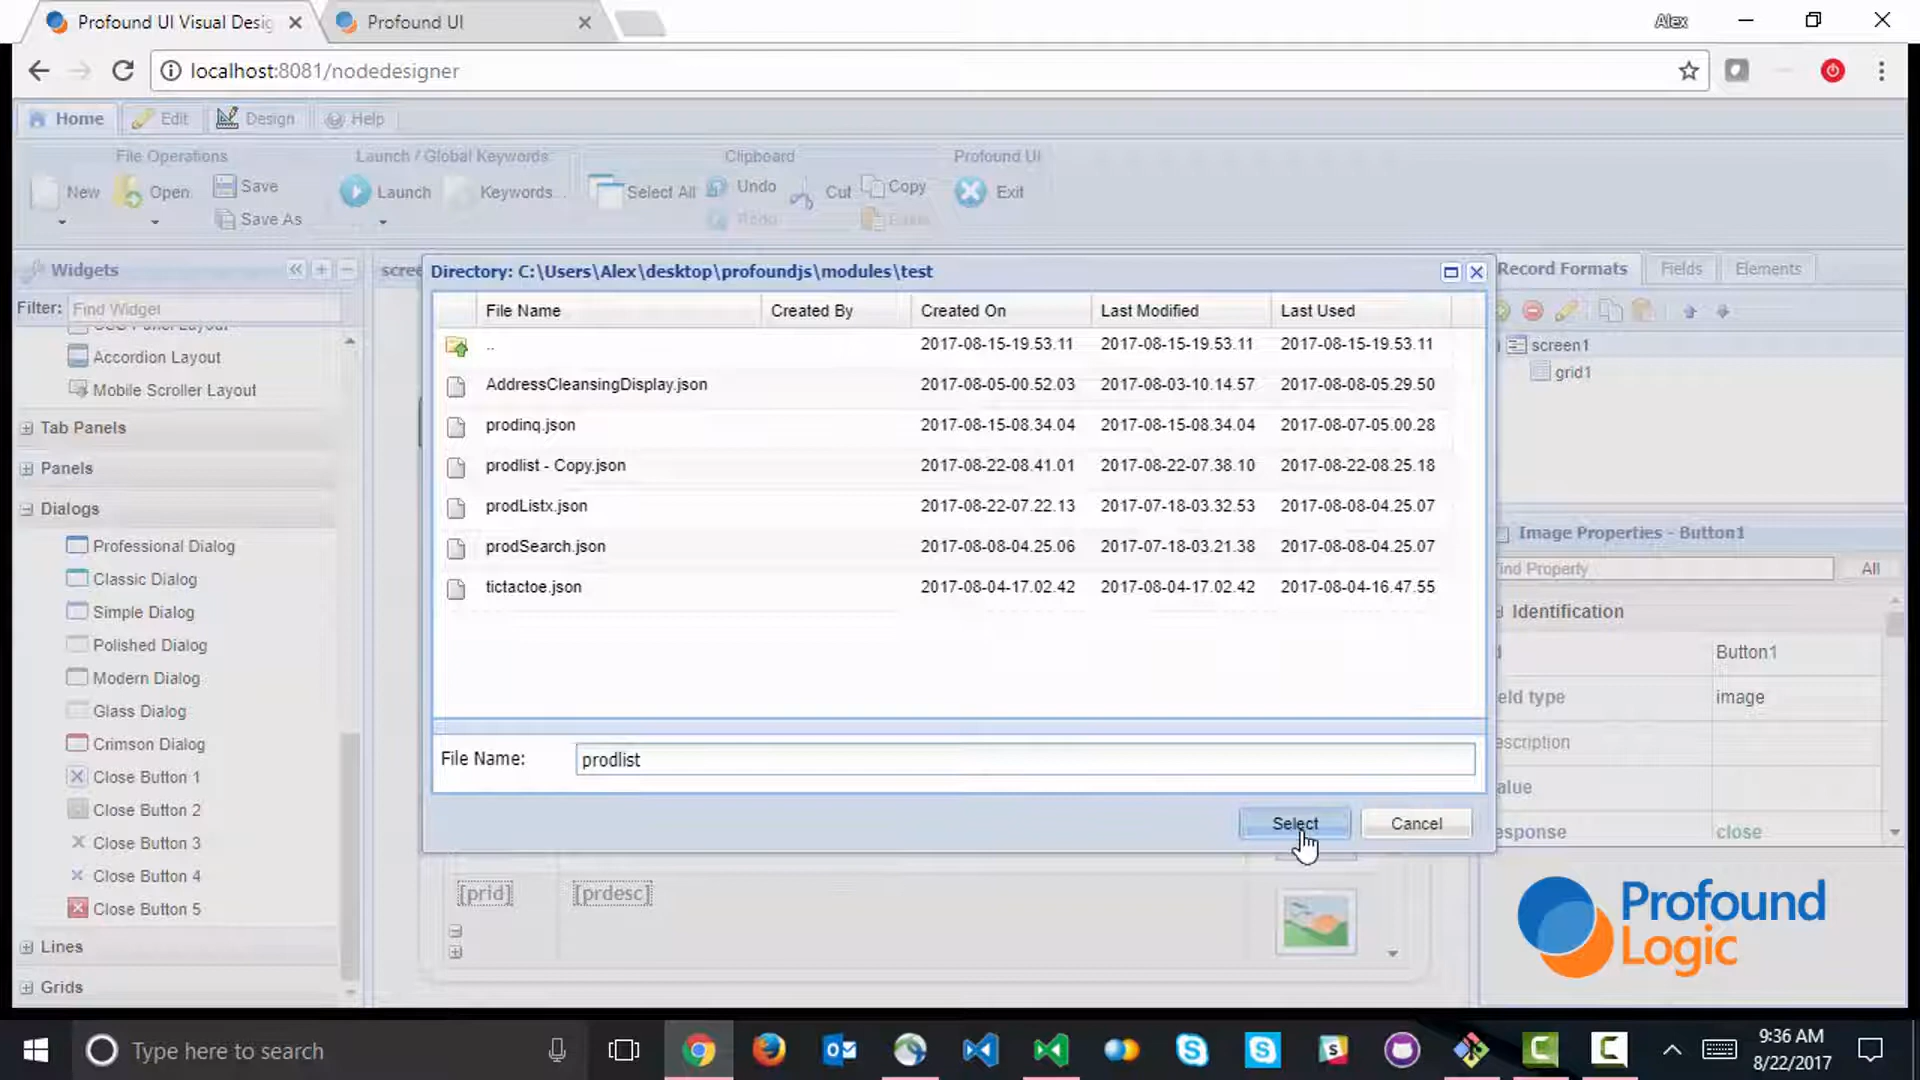 Profound UI Visual Desig
Profound UI
Alex
localhost:8081/nodedesigner
Home
Edit
Design
Help
File Operations
Launch / Global Keywords
Clipboard
Profound UI
New
Open
Save
Save As
Launch
Keywords...
Select All
Undo
Redo
Cut
Copy
Paste
Exit
Widgets
Filter:
Find Widget
Accordion Layout
Mobile Scroller Layout
Tab Panels
Panels
Dialogs
Professional Dialog
Classic Dialog
Simple Dialog
Polished Dialog
Modern Dialog
Glass Dialog
Crimson Dialog
Close Button 1
Close Button 2
Close Button 3
Close Button 4
Close Button 5
Lines
Grids
scree
Directory: C:\Users\Alex\desktop\profoundjs\modules\test
File Name Created By Created On Last Modified Last Used
.. 2017-08-15-19.53.11 2017-08-15-19.53.11 2017-08-15-19.53.11
AddressCleansingDisplay.json 2017-08-05-00.52.03 2017-08-03-10.14.57 2017-08-08-05.29.50
prodinq.json 2017-08-15-08.34.04 2017-08-15-08.34.04 2017-08-07-05.00.28
prodlist - Copy.json 2017-08-22-08.41.01 2017-08-22-07.38.10 2017-08-22-08.25.18
prodListx.json 2017-08-22-07.22.13 2017-07-18-03.32.53 2017-08-08-04.25.07
prodSearch.json 2017-08-08-04.25.06 2017-07-18-03.21.38 2017-08-08-04.25.07
tictactoe.json 2017-08-04-17.02.42 2017-08-04-17.02.42 2017-08-04-16.47.55
File Name:
prodlist
Select
Cancel
[prid]
[prdesc]
Record Formats
Fields
Elements
screen1
grid1
Image Properties - Button1
ind Property
All
Identification
d Button1
eld type image
escription
alue
esponse close
Profound
Logic
Type here to search
9:36 AM
8/22/2017